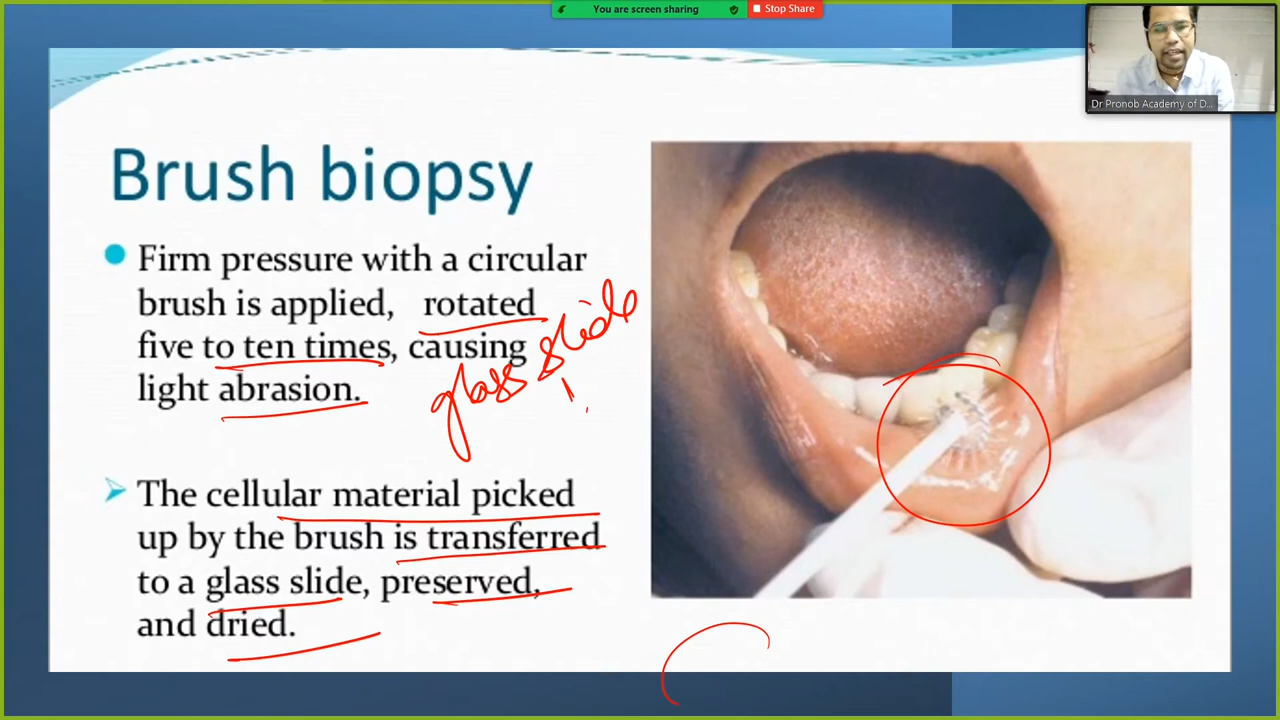 You are screen sharing
Stop Share
Dr Pronob Academy of D...
Brush biopsy
Firm pressure with a circular
brush is applied, rotated
five to ten times, causing
light abrasion.
glass slide
The cellular material picked
up by the brush is transferred
to a glass slide, preserved,
and dried.